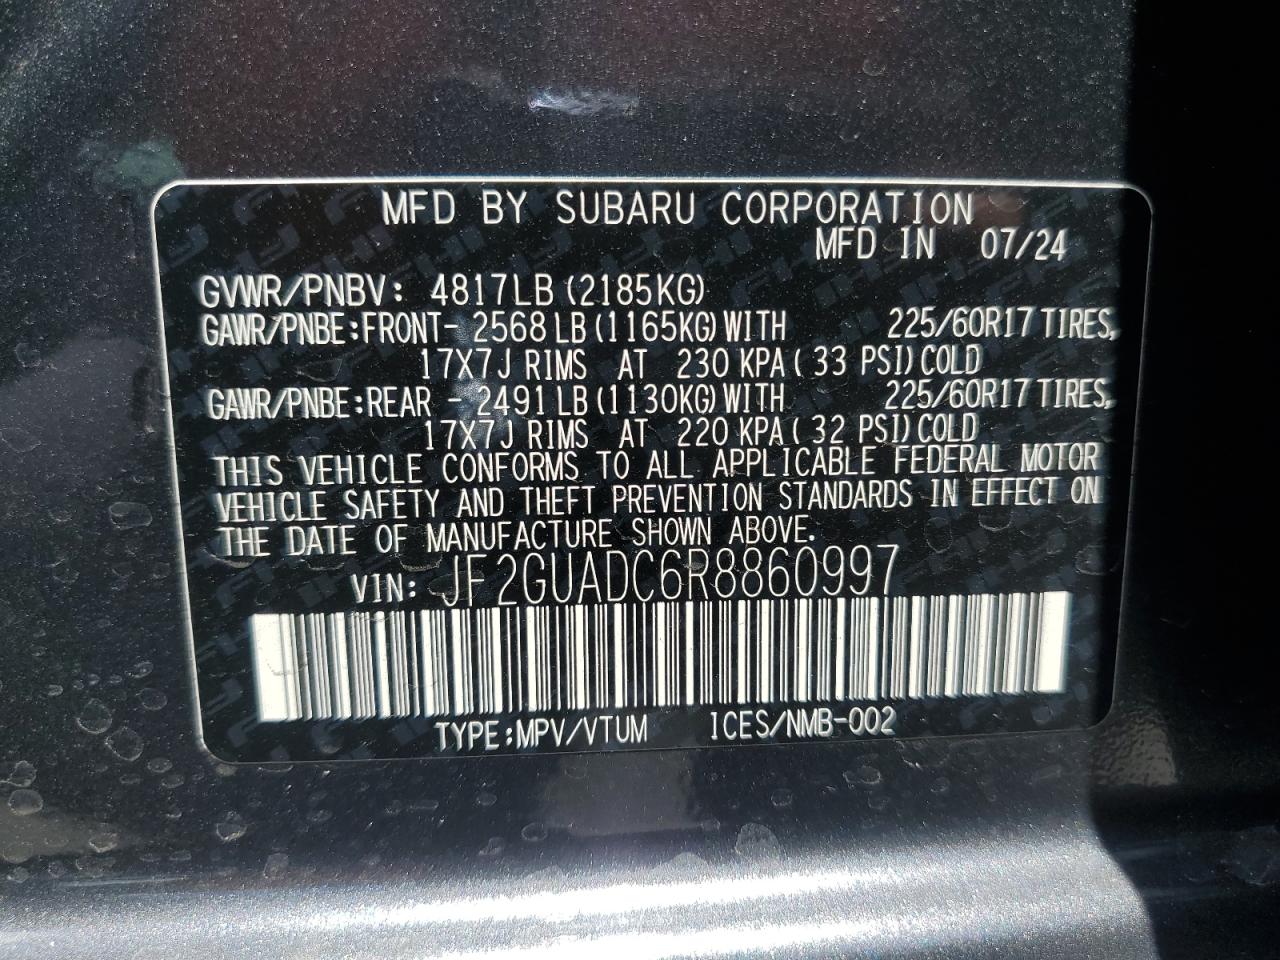 MFD BY SUBARU CORPORATION
MFD IN 07/24
GVWR/PNBV: 4817LB (2185KG)
GAWR/PNBE:FRONT- 2568 LB (1165KG) WITH 225/60R17 TIRES,
17X7J RIMS AT 230 KPA ( 33 PSI) COLD
GAWR/PNBE:REAR - 2491 LB (1130KG) WITH 225/60R17 TIRES,
17X7J RIMS AT 220 KPA ( 32 PSI) COLD
THIS VEHICLE CONFORMS TO ALL APPLICABLE FEDERAL MOTOR
VEHICLE SAFETY AND THEFT PREVENTION STANDARDS IN EFFECT ON
THE DATE OF MANUFACTURE SHOWN ABOVE.
VIN: JF2GUADC6R8860997
TYPE:MPV/VTUM ICES/NMB-002